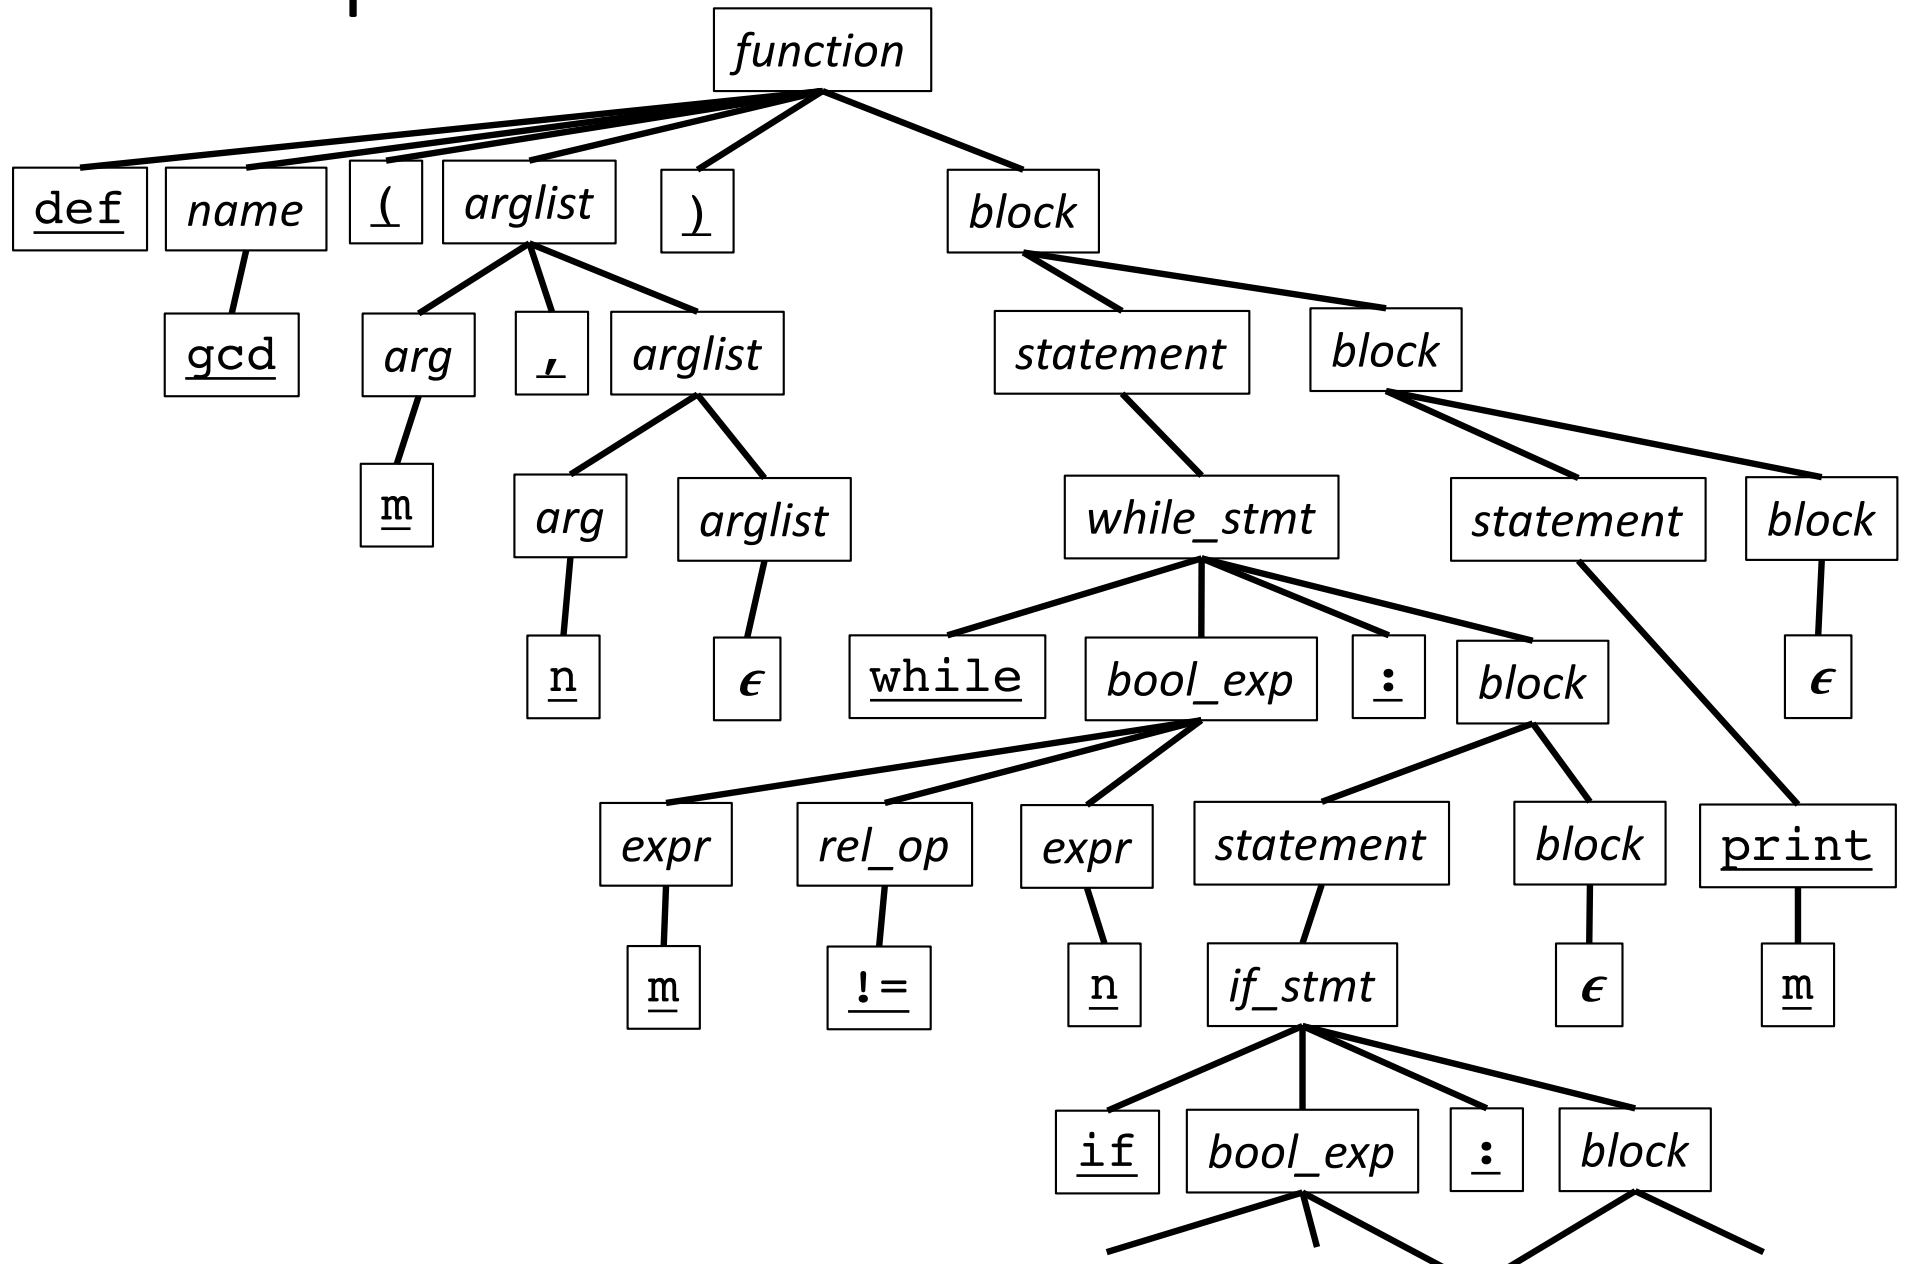 function
def name ( arglist ) block
gcd arg , arglist statement block
m arg arglist while_stmt statement block
n ϵ while bool_exp : block ϵ
expr rel_op expr statement block print
m != n if_stmt ϵ m
if bool_exp : block